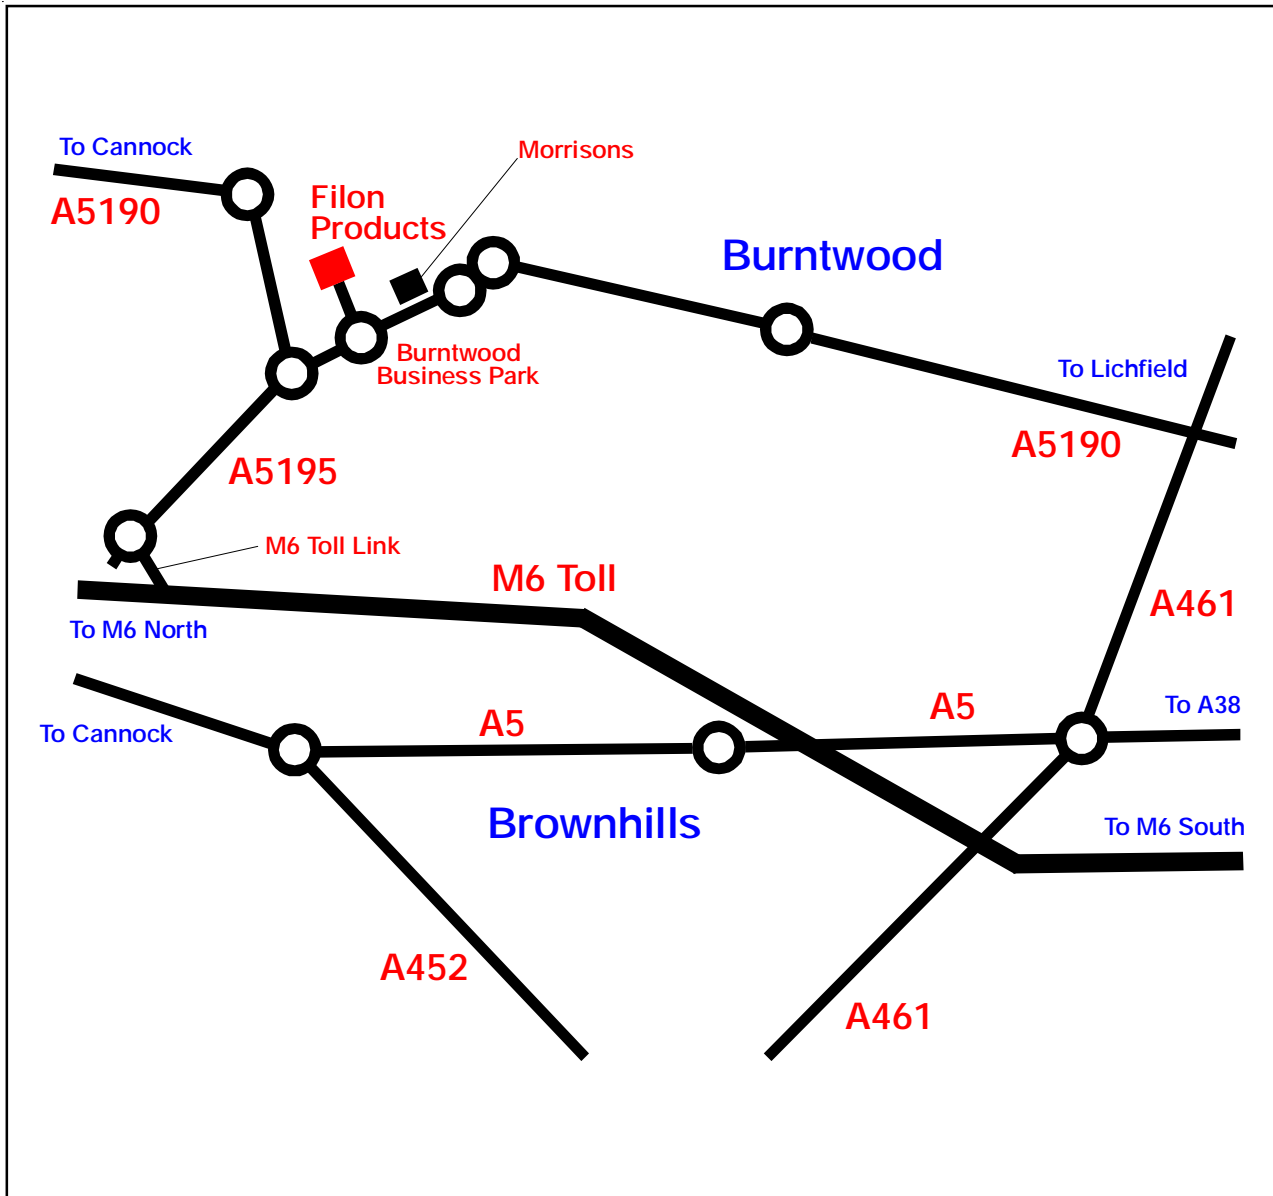 To Cannock
Morrisons
A5190
Filon
Products
Burntwood
Burntwood
Business Park
To Lichfield
A5190
A5195
M6 Toll Link
M6 Toll
A461
To M6 North
To Cannock
A5
A5
To A38
Brownhills
To M6 South
A452
A461